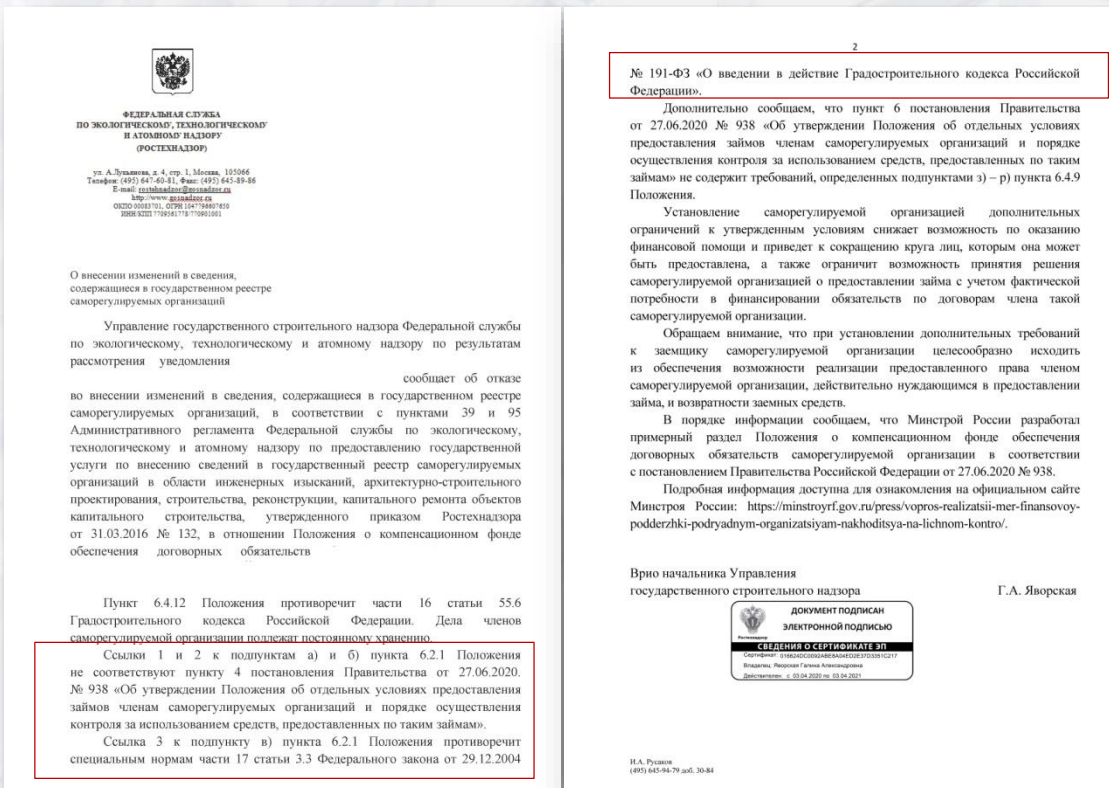 ФЕДЕРАЛЬНАЯ СЛУЖБА
ПО ЭКОЛОГИЧЕСКОМУ, ТЕХНОЛОГИЧЕСКОМУ
И АТОМНОМУ НАДЗОРУ
(РОСТЕХНАДЗОР)
ул. А.Лукьянова, д. 4, стр. 1, Москва, 105066
Телефон: (495) 647-60-81, Факс: (495) 645-89-86
E-mail: rostehnadzor@gosnadzor.ru
http://www.gosnadzor.ru
ОКПО 00083701, ОГРН 1047796607650
ИНН/КПП 7709561778/770901001
О внесении изменений в сведения,
содержащиеся в государственном реестре
саморегулируемых организаций
Управление государственного строительного надзора Федеральной службы
по экологическому, технологическому и атомному надзору по результатам
рассмотрения уведомления
сообщает об отказе
во внесении изменений в сведения, содержащиеся в государственном реестре
саморегулируемых организаций, в соответствии с пунктами 39 и 95
Административного регламента Федеральной службы по экологическому,
технологическому и атомному надзору по предоставлению государственной
услуги по внесению сведений в государственный реестр саморегулируемых
организаций в области инженерных изысканий, архитектурно-строительного
проектирования, строительства, реконструкции, капитального ремонта объектов
капитального строительства, утвержденного приказом Ростехнадзора
от 31.03.2016 № 132, в отношении Положения о компенсационном фонде
обеспечения договорных обязательств
Пункт 6.4.12 Положения противоречит части 16 статьи 55.6
Градостроительного кодекса Российской Федерации. Дела членов
саморегулируемой организации подлежат постоянному хранению.
Ссылки 1 и 2 к подпунктам а) и б) пункта 6.2.1 Положения
не соответствуют пункту 4 постановления Правительства от 27.06.2020.
№ 938 «Об утверждении Положения об отдельных условиях предоставления
займов членам саморегулируемых организаций и порядке осуществления
контроля за использованием средств, предоставленных по таким займам».
Ссылка 3 к подпункту в) пункта 6.2.1 Положения противоречит
специальным нормам части 17 статьи 3.3 Федерального закона от 29.12.2004
2
№ 191-ФЗ «О введении в действие Градостроительного кодекса Российской
Федерации».
Дополнительно сообщаем, что пункт 6 постановления Правительства
от 27.06.2020 № 938 «Об утверждении Положения об отдельных условиях
предоставления займов членам саморегулируемых организаций и порядке
осуществления контроля за использованием средств, предоставленных по таким
займам» не содержит требований, определенных подпунктами з) – р) пункта 6.4.9
Положения.
Установление саморегулируемой организацией дополнительных
ограничений к утвержденным условиям снижает возможность по оказанию
финансовой помощи и приведет к сокращению круга лиц, которым она может
быть предоставлена, а также ограничит возможность принятия решения
саморегулируемой организацией о предоставлении займа с учетом фактической
потребности в финансировании обязательств по договорам члена такой
саморегулируемой организации.
Обращаем внимание, что при установлении дополнительных требований
к заемщику саморегулируемой организации целесообразно исходить
из обеспечения возможности реализации предоставленного права членом
саморегулируемой организации, действительно нуждающимся в предоставлении
займа, и возвратности заемных средств.
В порядке информации сообщаем, что Минстрой России разработал
примерный раздел Положения о компенсационном фонде обеспечения
договорных обязательств саморегулируемой организации в соответствии
с постановлением Правительства Российской Федерации от 27.06.2020 № 938.
Подробная информация доступна для ознакомления на официальном сайте
Минстроя России: https://minstroyrf.gov.ru/press/vopros-realizatsii-mer-finansovoy-
podderzhki-podryadnym-organizatsiyam-nakhoditsya-na-lichnom-kontro/.
Врио начальника Управления
государственного строительного надзора Г.А. Яворская
ДОКУМЕНТ ПОДПИСАН
ЭЛЕКТРОННОЙ ПОДПИСЬЮ
Ростехнадзор
СВЕДЕНИЯ О СЕРТИФИКАТЕ ЭП
Сертификат: 016624DC0092ABE8A04ED2E37D3351C217
Владелец: Яворская Галина Александровна
Действителен с 03.04.2020 по 03.04.2021
И.А. Русаков
(495) 645-94-79 доб. 30-84